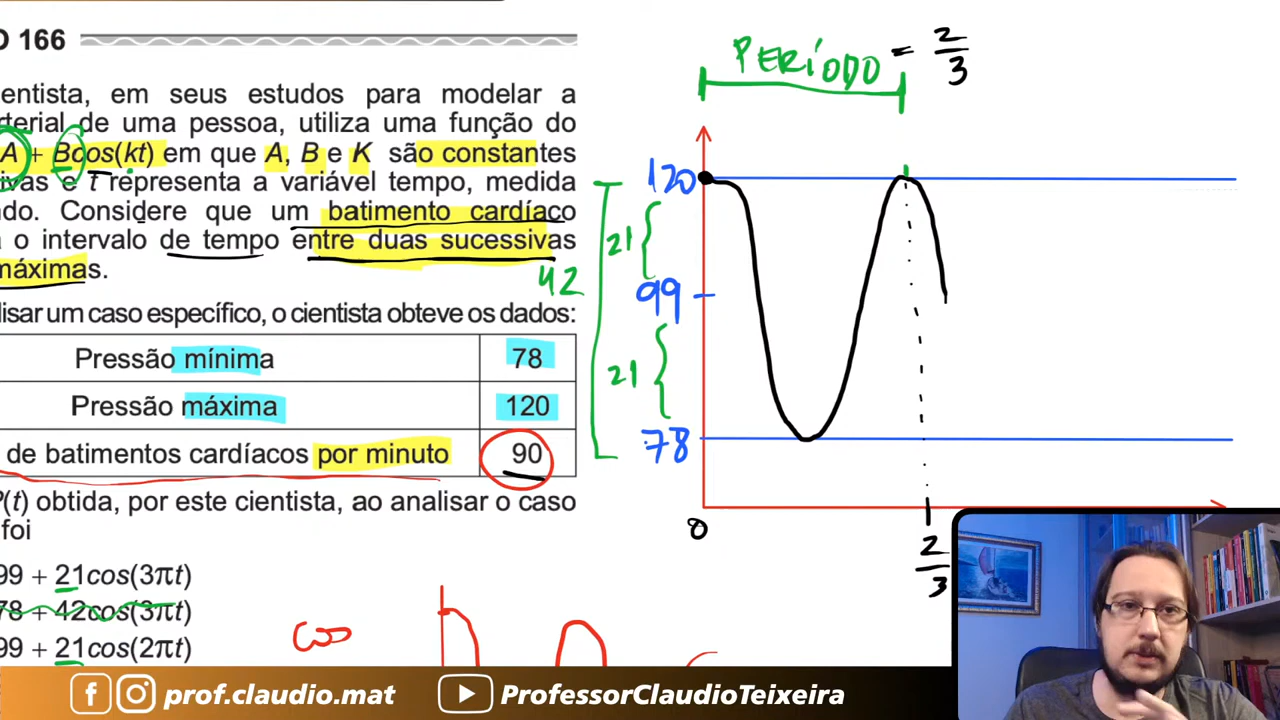 O 166
entista, em seus estudos para modelar a
terial de uma pessoa, utiliza uma função do
A + Bcos(kt) em que A, B e K são constantes
ivas e t representa a variável tempo, medida
ndo. Considere que um batimento cardíaco
a o intervalo de tempo entre duas sucessivas
máximas.
lisar um caso específico, o cientista obteve os dados:
Pressão mínima 78
Pressão máxima 120
de batimentos cardíacos por minuto 90
P(t) obtida, por este cientista, ao analisar o caso
foi
99 + 21cos(3πt)
78 + 42cos(3πt)
99 + 21cos(2πt)
cos
PERÍODO = 2/3
120
21
42
99
21
78
0
2/3
prof.claudio.mat
ProfessorClaudioTeixeira